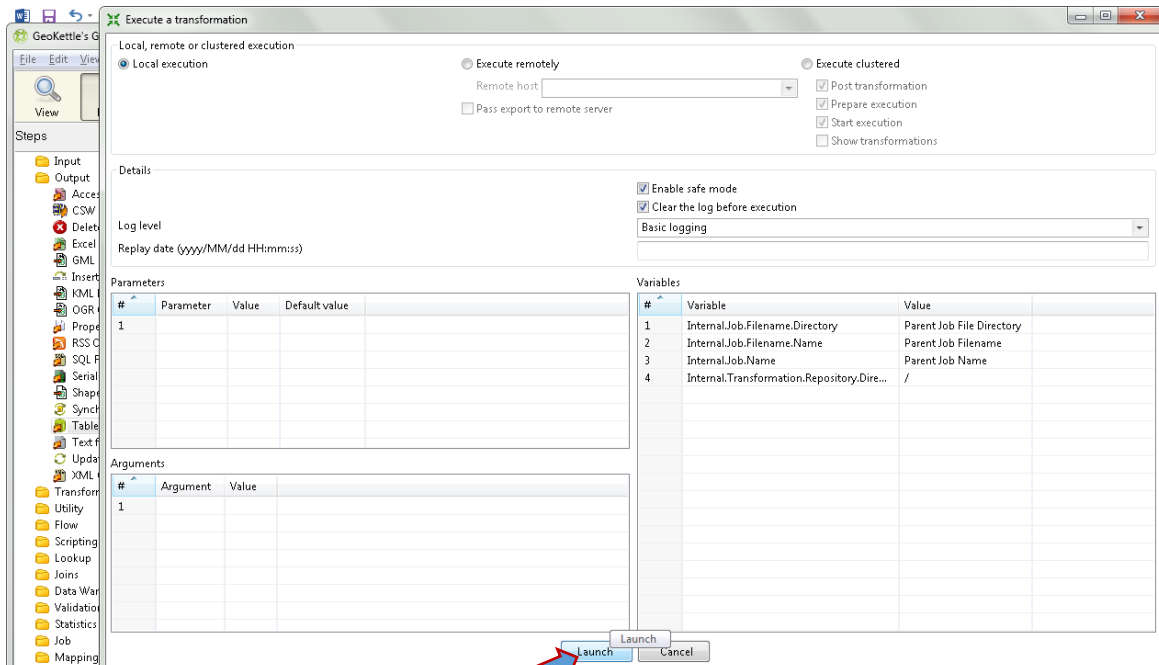 Execute a transformation
GeoKettle's G
File Edit View
View
Steps
Input
Output
Acces
CSW
Delet
Excel
GML
Insert
KML
OGR
Prope
RSS O
SQL F
Serial
Shape
Synch
Table
Text f
Updat
XML
Transform
Utility
Flow
Scripting
Lookup
Joins
Data War
Validation
Statistics
Job
Mapping
Local, remote or clustered execution
Local execution
Execute remotely
Remote host
Pass export to remote server
Execute clustered
Post transformation
Prepare execution
Start execution
Show transformations
Details
Enable safe mode
Clear the log before execution
Log level
Basic logging
Replay date (yyyy/MM/dd HH:mm:ss)
Parameters
# Parameter Value Default value
1
Arguments
# Argument Value
1
Variables
# Variable Value
1 Internal.Job.Filename.Directory Parent Job File Directory
2 Internal.Job.Filename.Name Parent Job Filename
3 Internal.Job.Name Parent Job Name
4 Internal.Transformation.Repository.Dire... /
Launch
Launch
Cancel